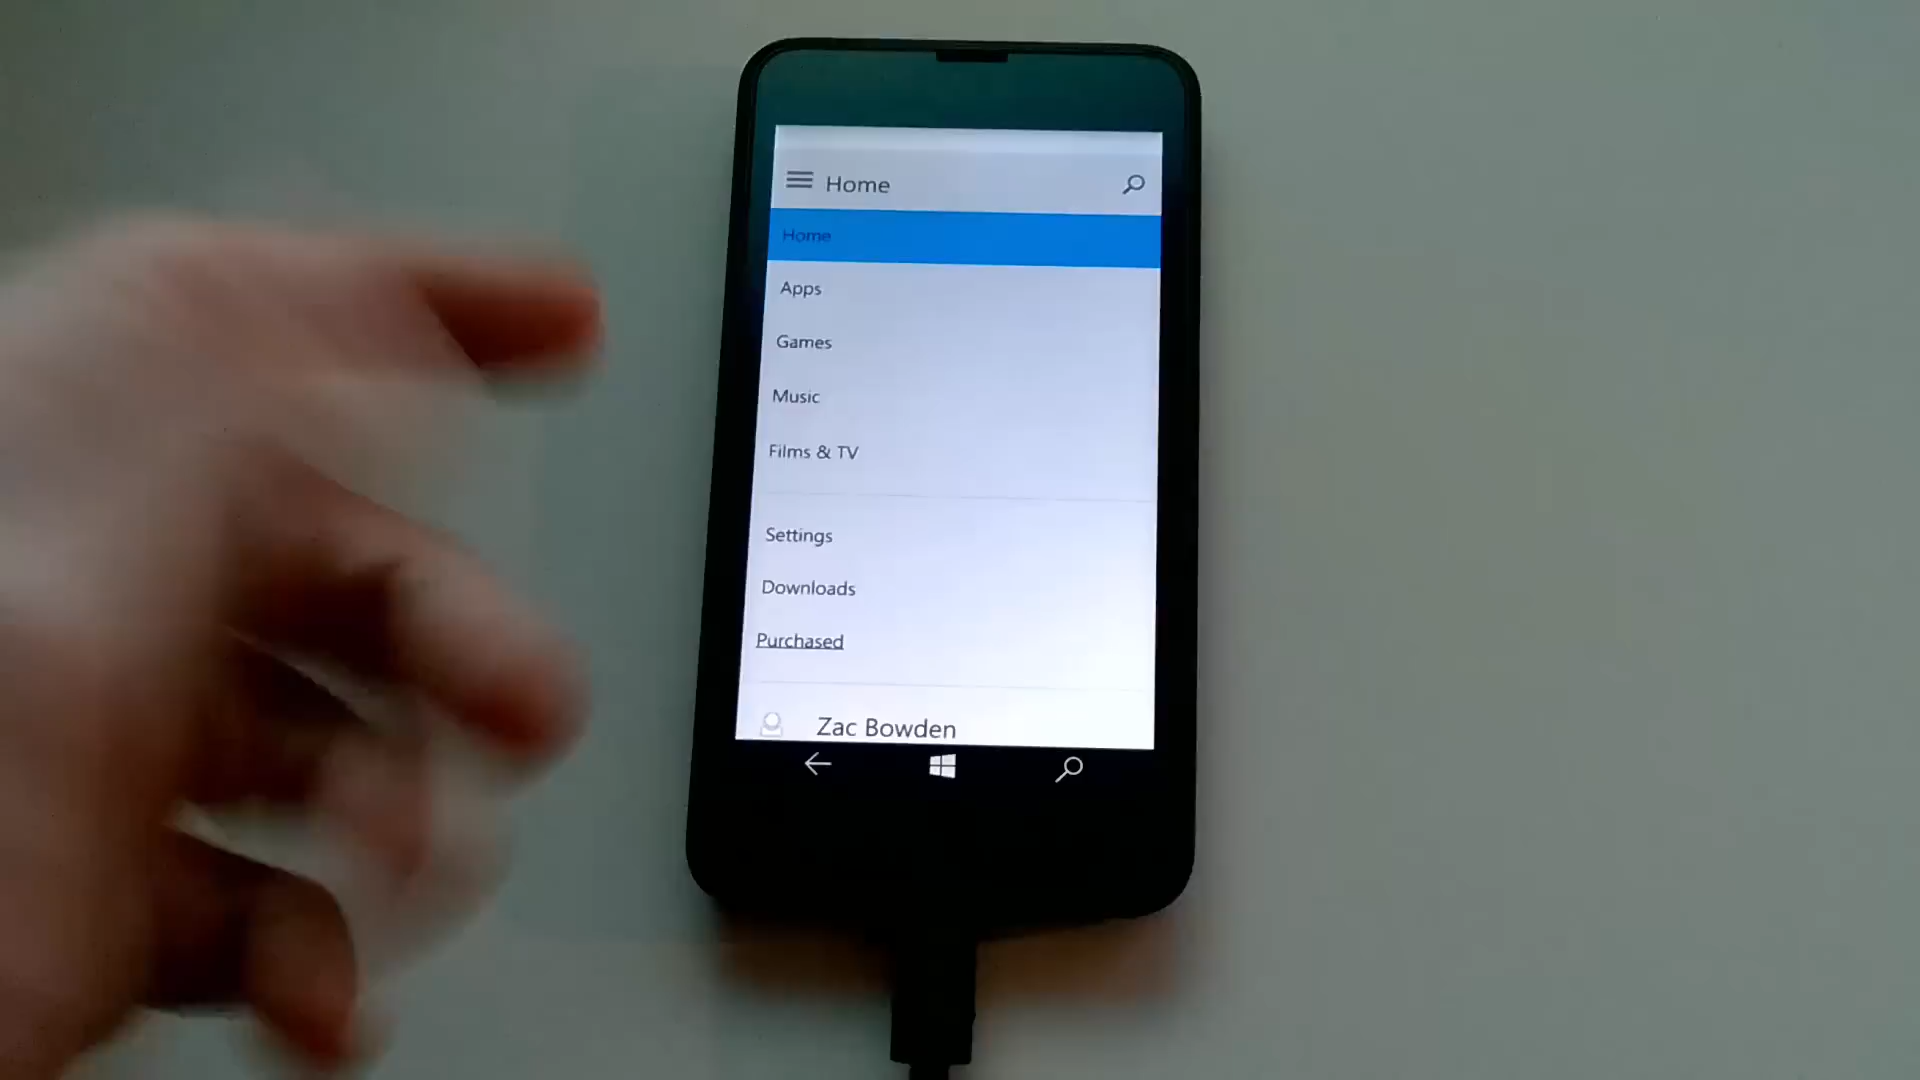 Home
Home
Apps
Games
Music
Films & TV
Settings
Downloads
Purchased
Zac Bowden